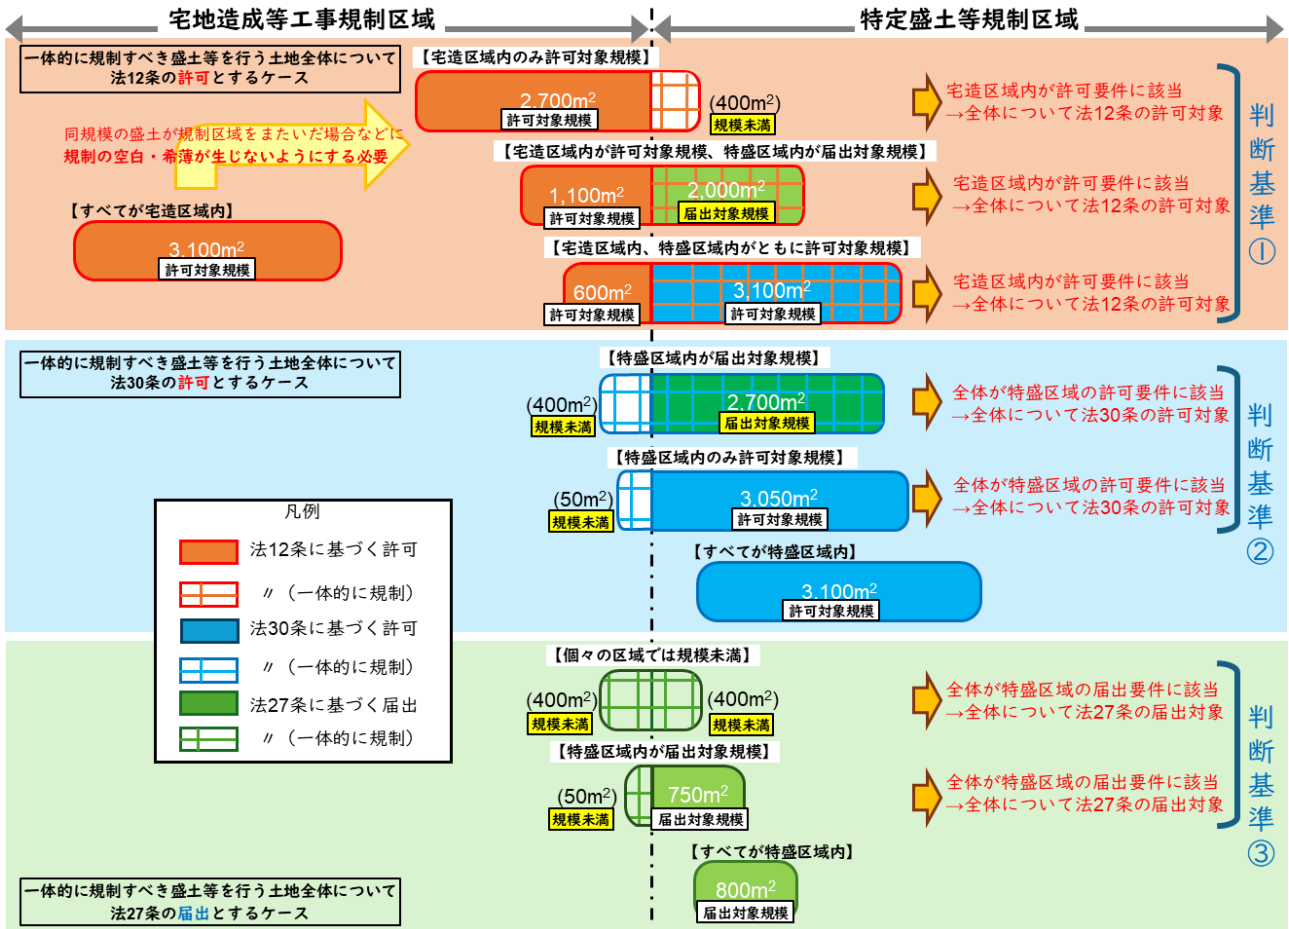 宅地造成等工事規制区域
特定盛土等規制区域
一体的に規制すべき盛土等を行う土地全体について
法12条の許可とするケース
同規模の盛土が規制区域をまたいだ場合などに
規制の空白・希薄が生じないようにする必要
【すべてが宅造区域内】
3,100m²
許可対象規模
【宅造区域内のみ許可対象規模】
2,700m²
許可対象規模
(400m²)
規模未満
宅造区域内が許可要件に該当
→全体について法12条の許可対象
【宅造区域内が許可対象規模、特盛区域内が届出対象規模】
1,100m²
許可対象規模
2,000m²
届出対象規模
宅造区域内が許可要件に該当
→全体について法12条の許可対象
【宅造区域内、特盛区域内がともに許可対象規模】
600m²
許可対象規模
3,100m²
許可対象規模
宅造区域内が許可要件に該当
→全体について法12条の許可対象
判断基準①
一体的に規制すべき盛土等を行う土地全体について
法30条の許可とするケース
【特盛区域内が届出対象規模】
(400m²)
規模未満
2,700m²
届出対象規模
全体が特盛区域の許可要件に該当
→全体について法30条の許可対象
【特盛区域内のみ許可対象規模】
(50m²)
規模未満
3,050m²
許可対象規模
全体が特盛区域の許可要件に該当
→全体について法30条の許可対象
【すべてが特盛区域内】
3,100m²
許可対象規模
判断基準②
凡例
法12条に基づく許可
〃（一体的に規制）
法30条に基づく許可
〃（一体的に規制）
法27条に基づく届出
〃（一体的に規制）
【個々の区域では規模未満】
(400m²)
規模未満
(400m²)
規模未満
全体が特盛区域の届出要件に該当
→全体について法27条の届出対象
【特盛区域内が届出対象規模】
(50m²)
規模未満
750m²
届出対象規模
全体が特盛区域の届出要件に該当
→全体について法27条の届出対象
【すべてが特盛区域内】
800m²
届出対象規模
判断基準③
一体的に規制すべき盛土等を行う土地全体について
法27条の届出とするケース